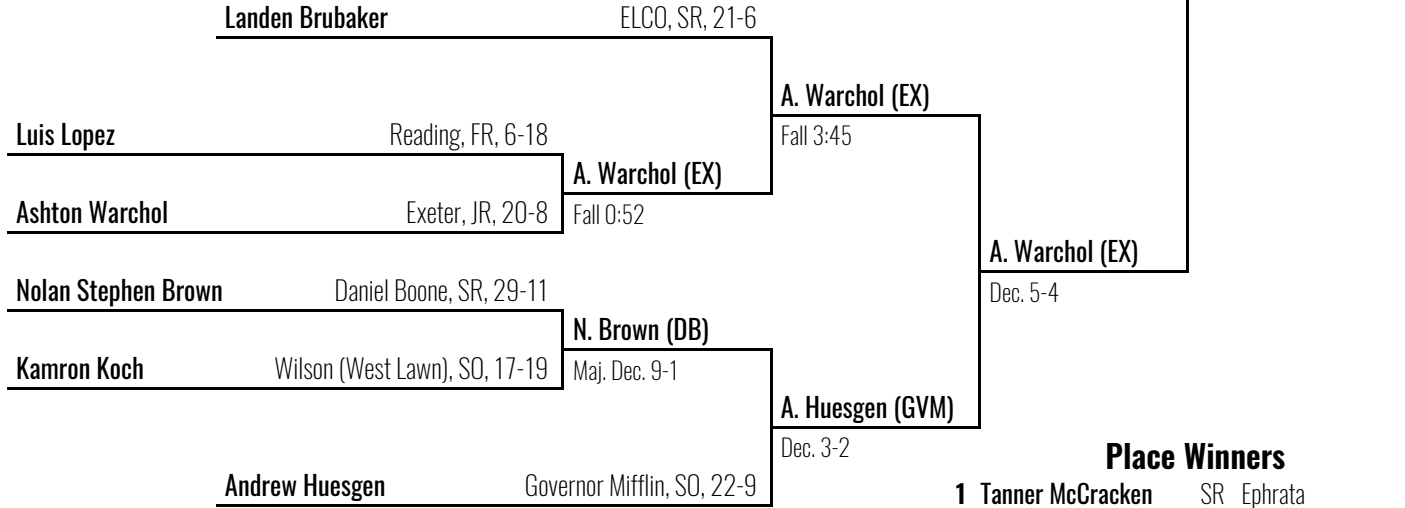 Landen Brubaker ELCO, SR, 21-6
A. Warchol (EX)
Fall 3:45
Luis Lopez Reading, FR, 6-18
A. Warchol (EX)
Fall 0:52
Ashton Warchol Exeter, JR, 20-8
A. Warchol (EX)
Dec. 5-4
Nolan Stephen Brown Daniel Boone, SR, 29-11
N. Brown (DB)
Maj. Dec. 9-1
Kamron Koch Wilson (West Lawn), SO, 17-19
A. Huesgen (GVM)
Dec. 3-2
Andrew Huesgen Governor Mifflin, SO, 22-9
Place Winners
1 Tanner McCracken SR Ephrata